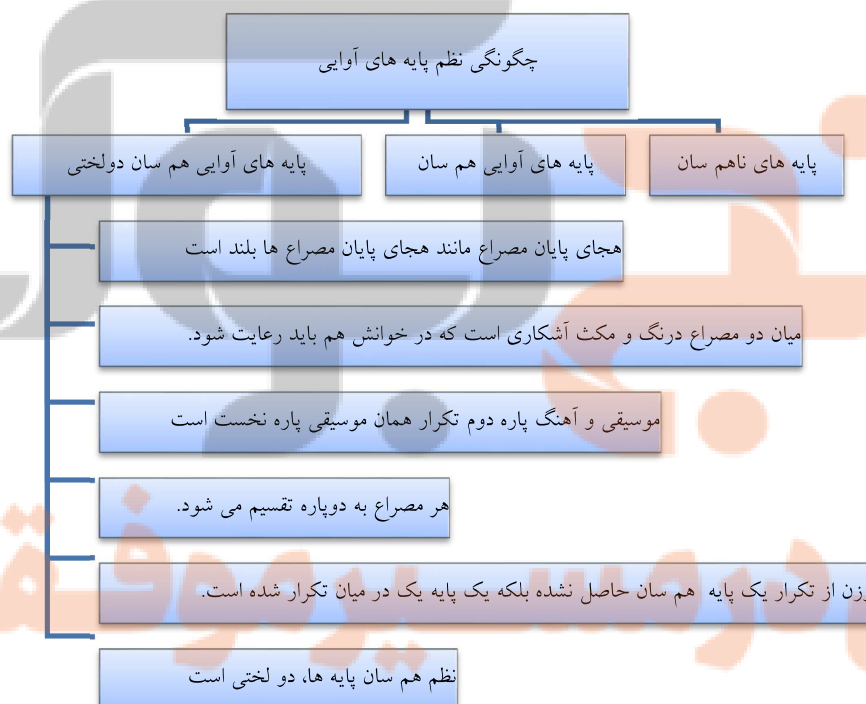 چگونگی نظم پایه های آوایی
پایه های ناهم سان
پایه های آوایی هم سان
پایه های آوایی هم سان دولختی
هجای پایان مصراع مانند هجای پایان مصراع ها بلند است
میان دو مصراع درنگ و مکث آشکاری است که در خوانش هم باید رعایت شود.
موسیقی و آهنگ پاره دوم تکرار همان موسیقی پاره نخست است
هر مصراع به دوپاره تقسیم می شود.
از تکرار یک پایه هم سان حاصل نشده بلکه یک پایه یک در میان تکرار شده است.
نظم هم سان پایه ها، دو لختی است
درمسیرموفق